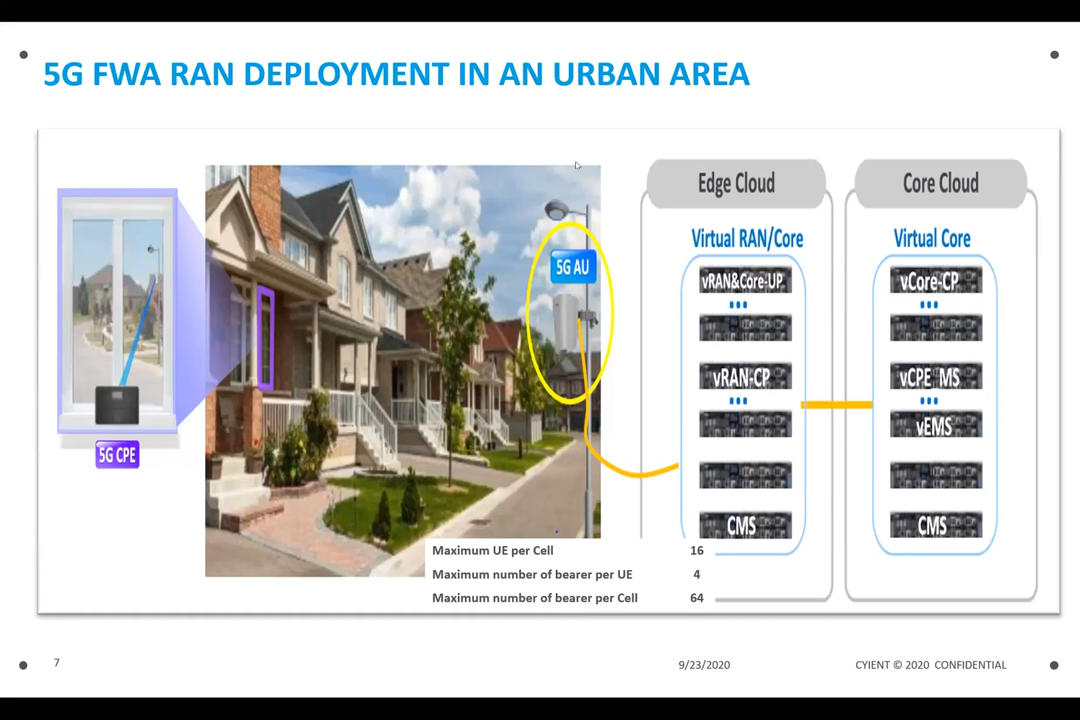 5G FWA RAN DEPLOYMENT IN AN URBAN AREA
5G CPE
5G AU
Edge Cloud
Virtual RAN/Core
vRAN&Core-UP
vRAN-CP
CMS
Core Cloud
Virtual Core
vCore-CP
vCPE MS
vEMS
CMS
Maximum UE per Cell 16
Maximum number of bearer per UE 4
Maximum number of bearer per Cell 64
7
9/23/2020
CYIENT © 2020 CONFIDENTIAL